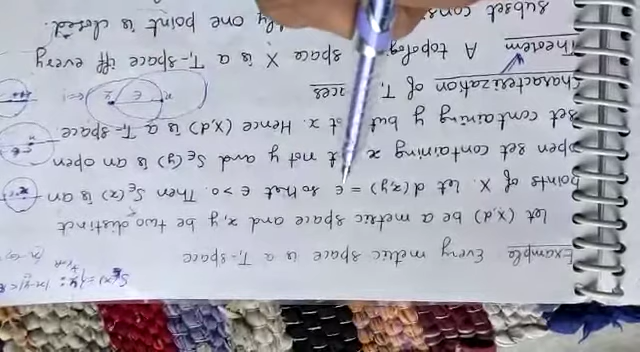 Example Every metric space is a T₁-space
Let (X,d) be a metric space and x,y be two distinct
points of X. Let d(x,y) = ε so that ε > 0. Then Sε(x) is an
open set containing x not y and Sε(y) is an open
set containing y but not x. Hence (X,d) is a T₁-space.
Characterization of T₁
Theorem A space X is a T₁-space iff every
subset one point is closed.